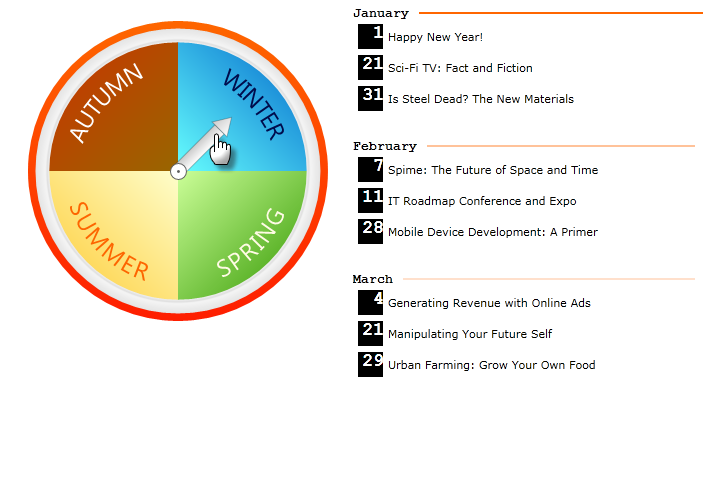 AUTUMN
WINTER
SUMMER
SPRING
January
1 Happy New Year!
21 Sci-Fi TV: Fact and Fiction
31 Is Steel Dead? The New Materials
February
7 Spime: The Future of Space and Time
11 IT Roadmap Conference and Expo
28 Mobile Device Development: A Primer
March
4 Generating Revenue with Online Ads
21 Manipulating Your Future Self
29 Urban Farming: Grow Your Own Food